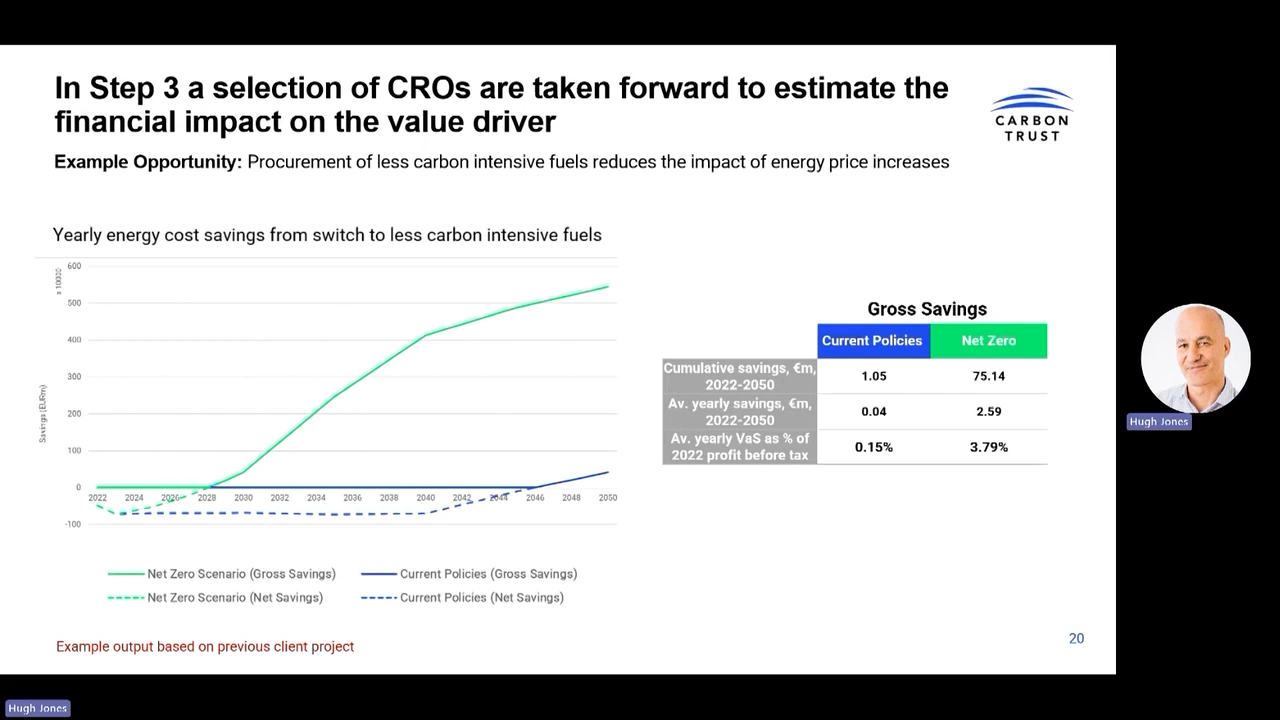 In Step 3 a selection of CROs are taken forward to estimate the
financial impact on the value driver
CARBON
TRUST
Example Opportunity: Procurement of less carbon intensive fuels reduces the impact of energy price increases
Yearly energy cost savings from switch to less carbon intensive fuels
x 10000
Savings (EURm)
600
500
400
300
200
100
0
-100
2022 2024 2026 2028 2030 2032 2034 2036 2038 2040 2042 2044 2046 2048 2050
Net Zero Scenario (Gross Savings) Current Policies (Gross Savings)
Net Zero Scenario (Net Savings) Current Policies (Net Savings)
Gross Savings
Current Policies Net Zero
Cumulative savings, €m,
2022-2050
1.05 75.14
Av. yearly savings, €m,
2022-2050
0.04 2.59
Av. yearly VaS as % of
2022 profit before tax
0.15% 3.79%
Example output based on previous client project
20
Hugh Jones
Hugh Jones